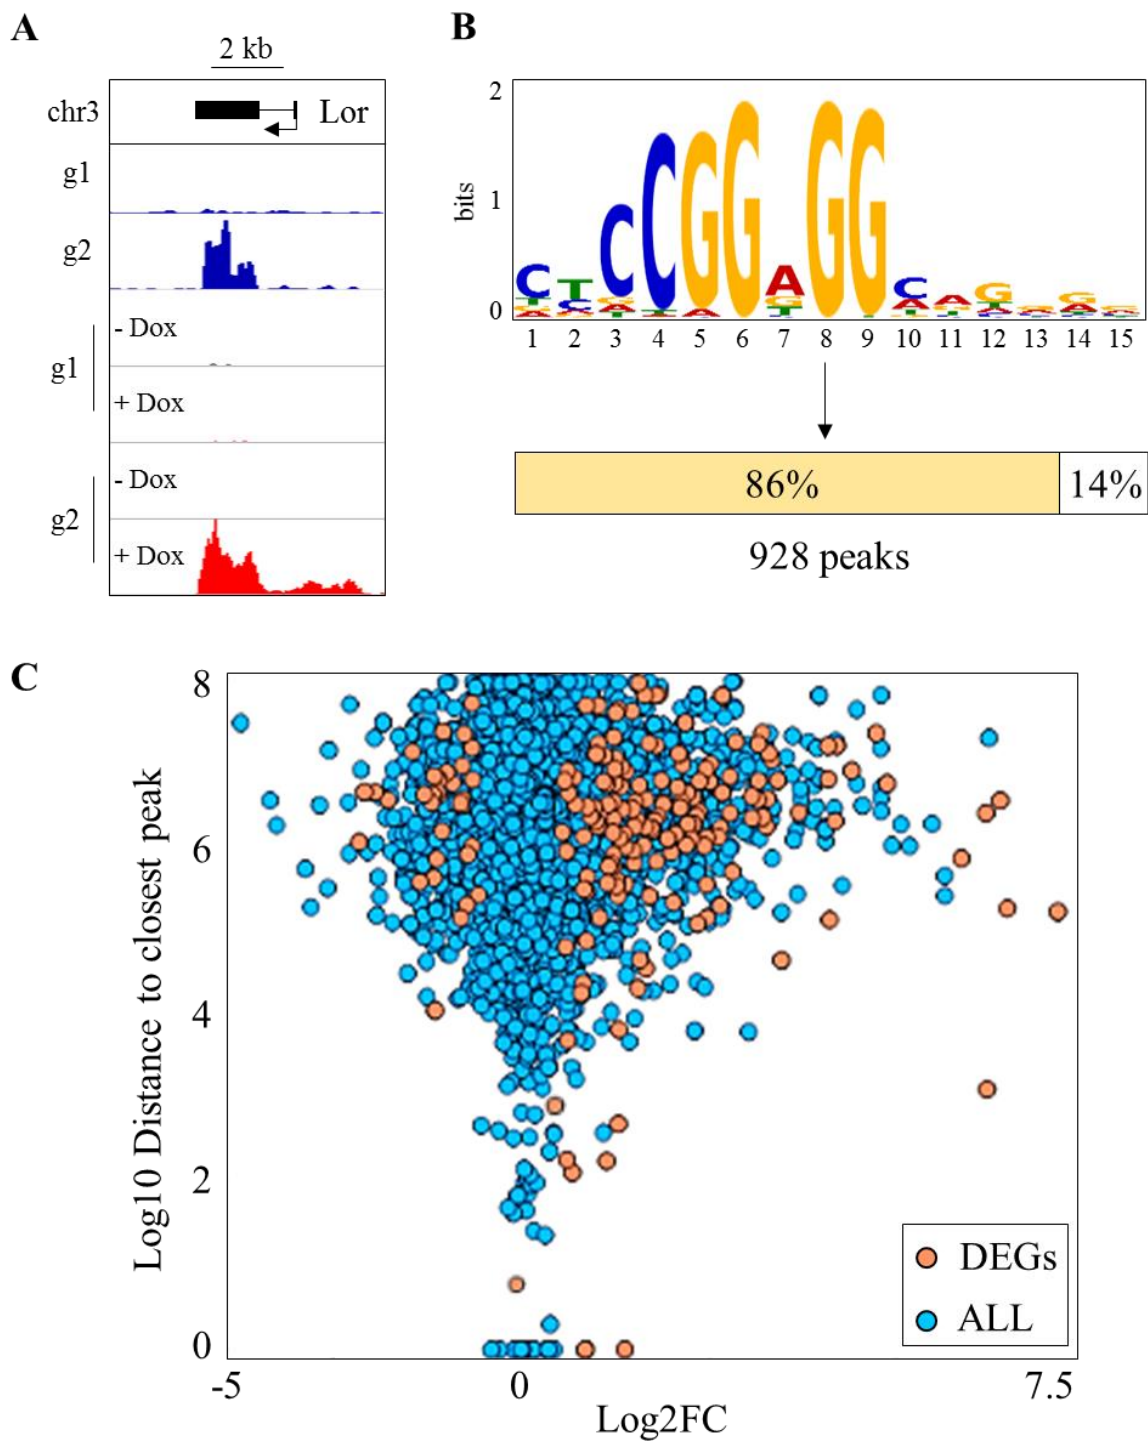 A
2 kb
chr3
Lor
g1
g2
- Dox
g1
+ Dox
- Dox
g2
+ Dox
B
2
bits
1
0
C T C C G G A G G C A G G
1 2 3 4 5 6 7 8 9 10 11 12 13 14 15
86%
14%
928 peaks
C
8
6
4
2
0
Log10 Distance to closest peak
-5
0
7.5
Log2FC
DEGs
ALL